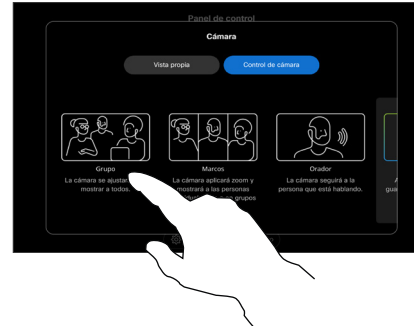 Panel de control
Cámara
Vista propia
Control de cámara
Grupo
La cámara se
mostrar a todos.
Marcos
La cámara aplicará zoom y
mostrará a las personas
grupos
Orador
La cámara seguirá a la
persona que está hablando.